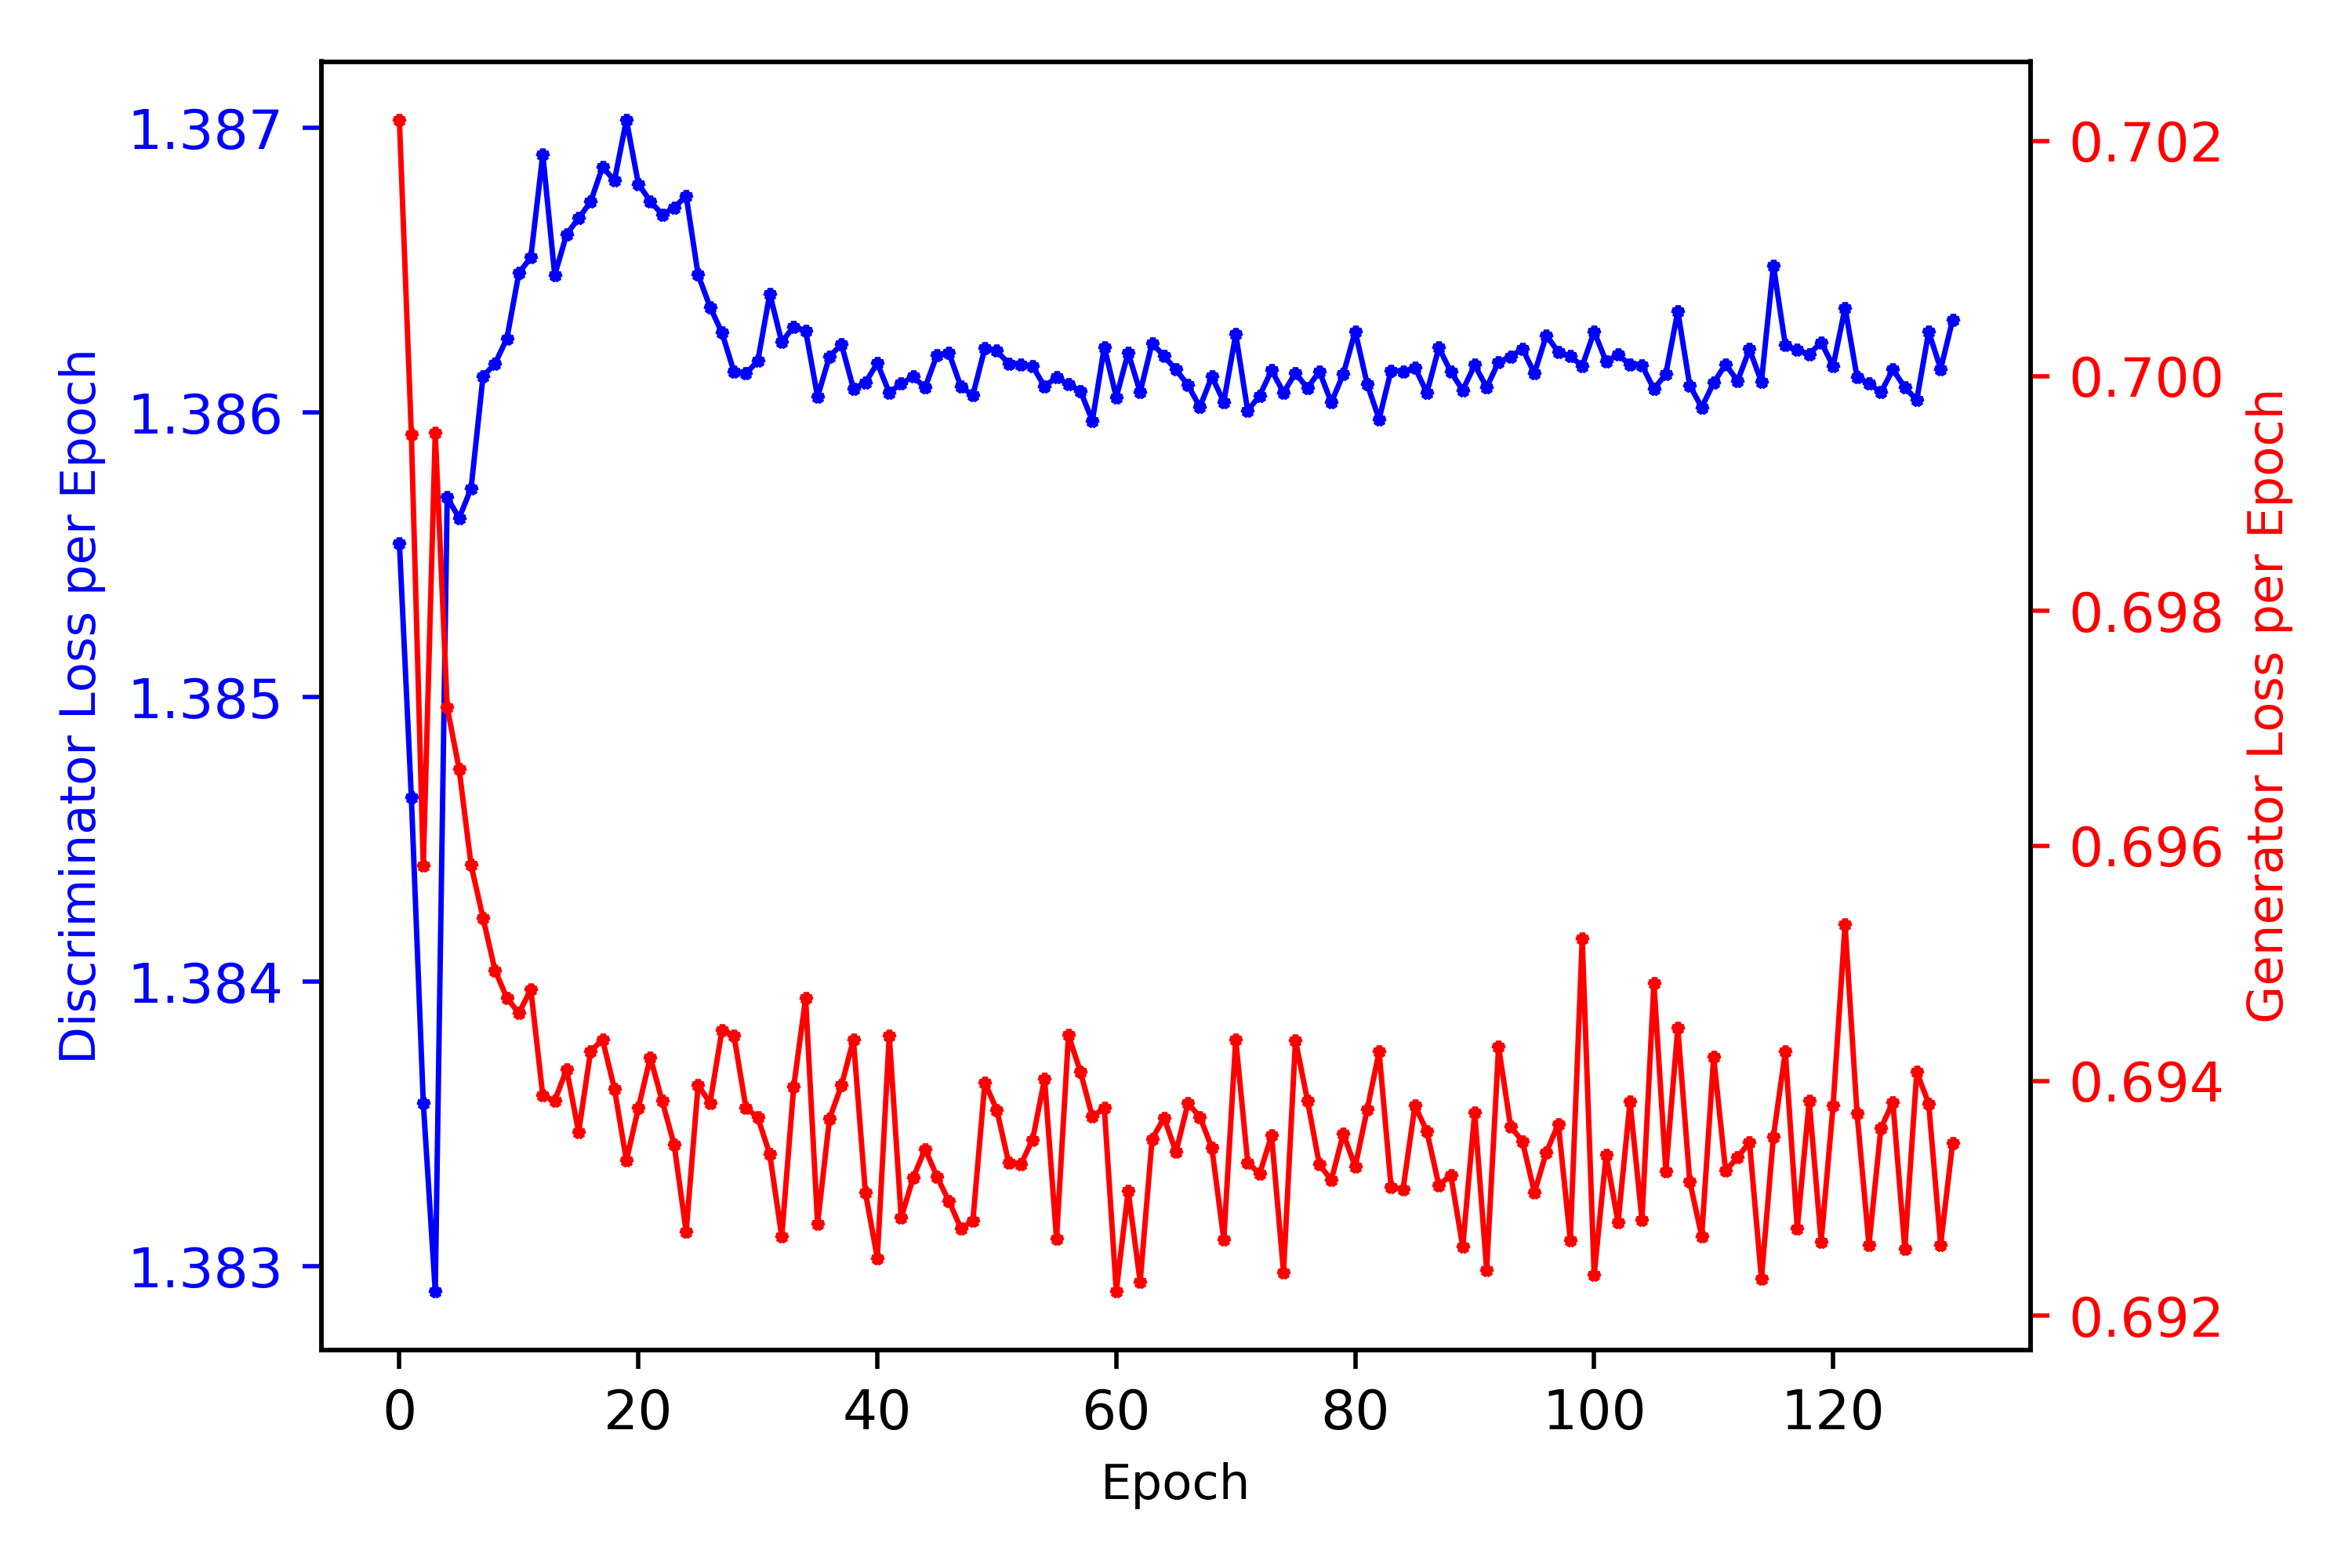 Discriminator Loss per Epoch
1.387
1.386
1.385
1.384
1.383
0.702
0.700
0.698
0.696
0.694
0.692
Generator Loss per Epoch
0 20 40 60 80 100 120
Epoch